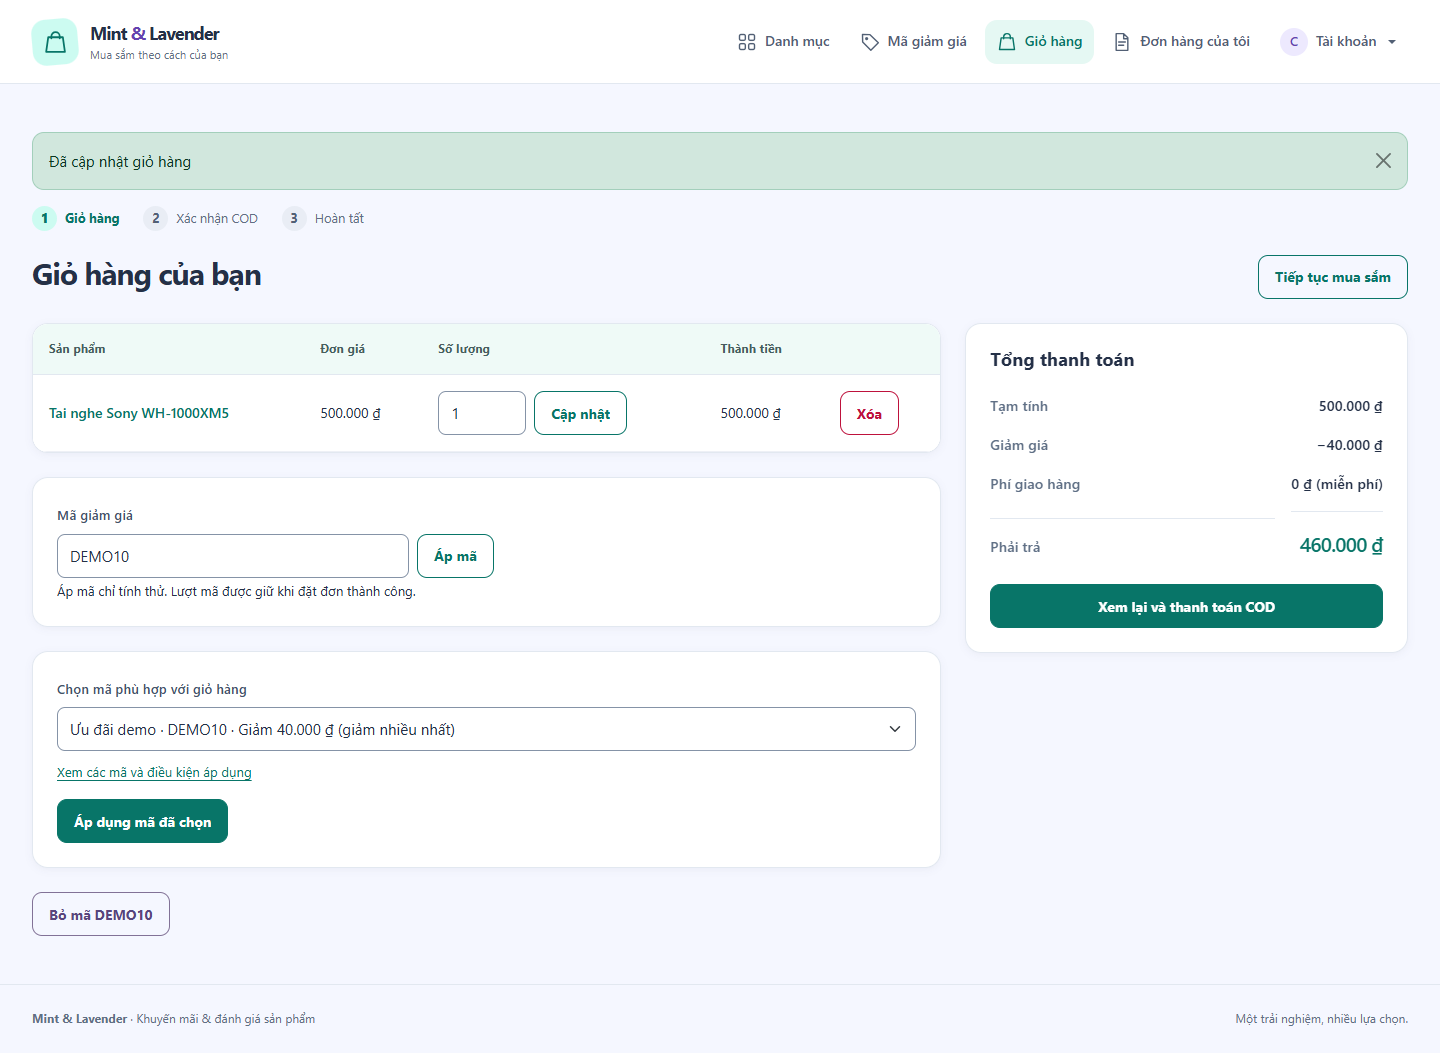 Mint & Lavender
Mua sắm theo cách của bạn
Danh mục
Mã giảm giá
Giỏ hàng
Đơn hàng của tôi
C
Tài khoản
Đã cập nhật giỏ hàng
1 Giỏ hàng 2 Xác nhận COD 3 Hoàn tất
Giỏ hàng của bạn
Tiếp tục mua sắm
Sản phẩm Đơn giá Số lượng Thành tiền
Tai nghe Sony WH-1000XM5 500.000 ₫ 1 Cập nhật 500.000 ₫ Xóa
Mã giảm giá
DEMO10 Áp mã
Áp mã chỉ tính thử. Lượt mã được giữ khi đặt đơn thành công.
Chọn mã phù hợp với giỏ hàng
Ưu đãi demo · DEMO10 · Giảm 40.000 ₫ (giảm nhiều nhất)
Xem các mã và điều kiện áp dụng
Áp dụng mã đã chọn
Bỏ mã DEMO10
Tổng thanh toán
Tạm tính 500.000 ₫
Giảm giá −40.000 ₫
Phí giao hàng 0 ₫ (miễn phí)
Phải trả 460.000 ₫
Xem lại và thanh toán COD
Mint & Lavender · Khuyến mãi & đánh giá sản phẩm
Một trải nghiệm, nhiều lựa chọn.